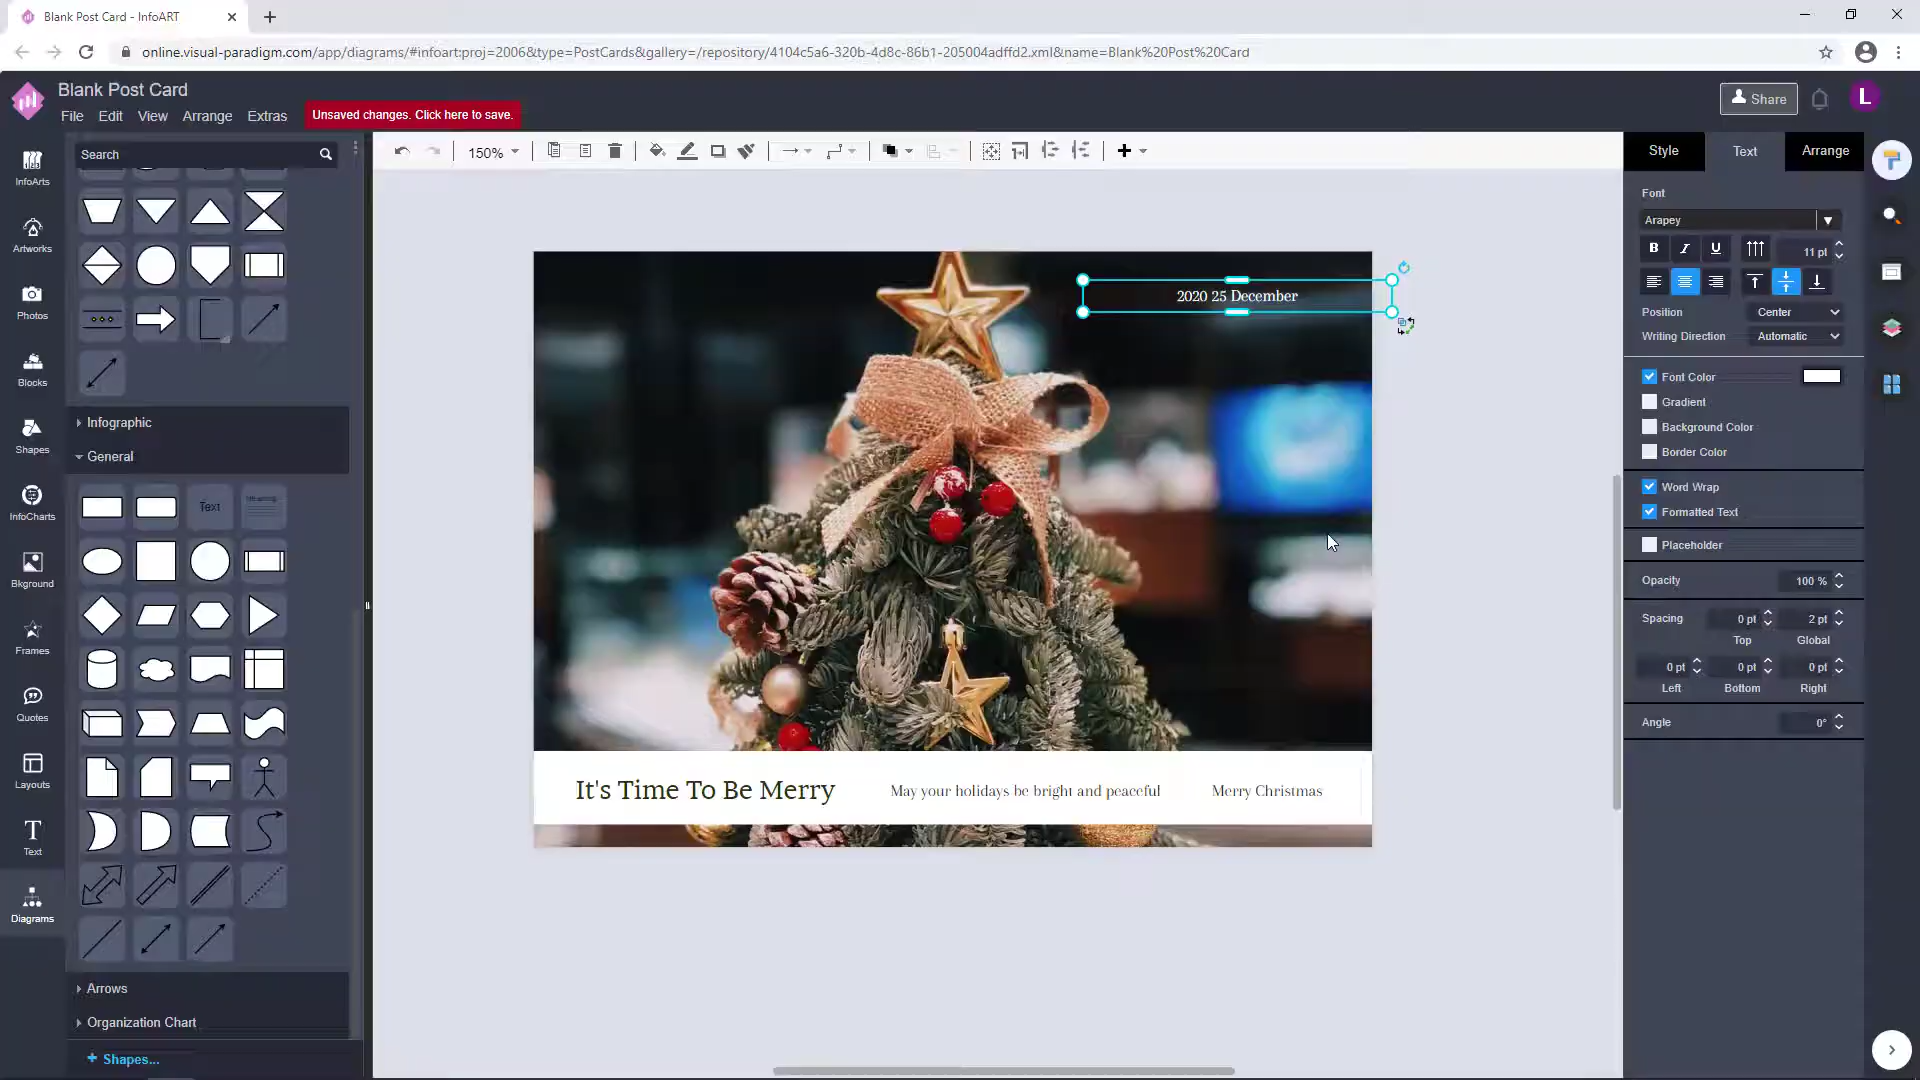 Blank Post Card - InfoART
online.visual-paradigm.com/app/diagrams/#infoart:proj=2006&type=PostCards&gallery=/repository/4104c5a6-320b-4d8c-86b1-205004adffd2.xml&name=Blank%20Post%20Card
Blank Post Card
File Edit View Arrange Extras
Unsaved changes. Click here to save.
Share
L
Search
150%
Style
Text
Arrange
InfoArts
Artworks
Photos
Blocks
Shapes
InfoCharts
Bkground
Frames
Quotes
Layouts
Text
Diagrams
Infographic
General
Text
Arrows
Organization Chart
+ Shapes...
2020 25 December
It's Time To Be Merry
May your holidays be bright and peaceful
Merry Christmas
Font
Arapey
B I U
11 pt
Position Center
Writing Direction Automatic
Font Color
Gradient
Background Color
Border Color
Word Wrap
Formatted Text
Placeholder
Opacity 100 %
Spacing 0 pt 2 pt
Top Global
0 pt 0 pt 0 pt
Left Bottom Right
Angle 0°